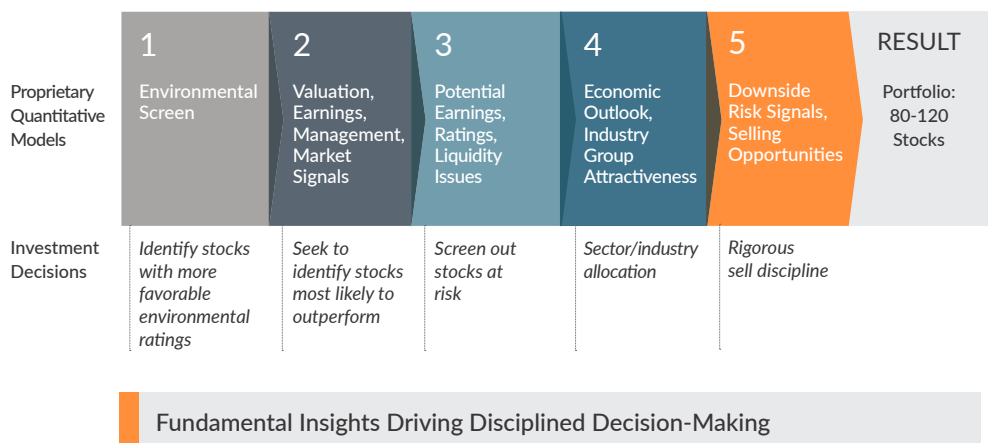 1
2
3
4
5
RESULT
Proprietary
Quantitative
Models
Environmental
Screen
Valuation,
Earnings,
Management,
Market
Signals
Potential
Earnings,
Ratings,
Liquidity
Issues
Economic
Outlook,
Industry
Group
Attractiveness
Downside
Risk Signals,
Selling
Opportunities
Portfolio:
80-120
Stocks
Investment
Decisions
Identify stocks
with more
favorable
environmental
ratings
Seek to
identify stocks
most likely to
outperform
Screen out
stocks at
risk
Sector/industry
allocation
Rigorous
sell discipline
Fundamental Insights Driving Disciplined Decision-Making